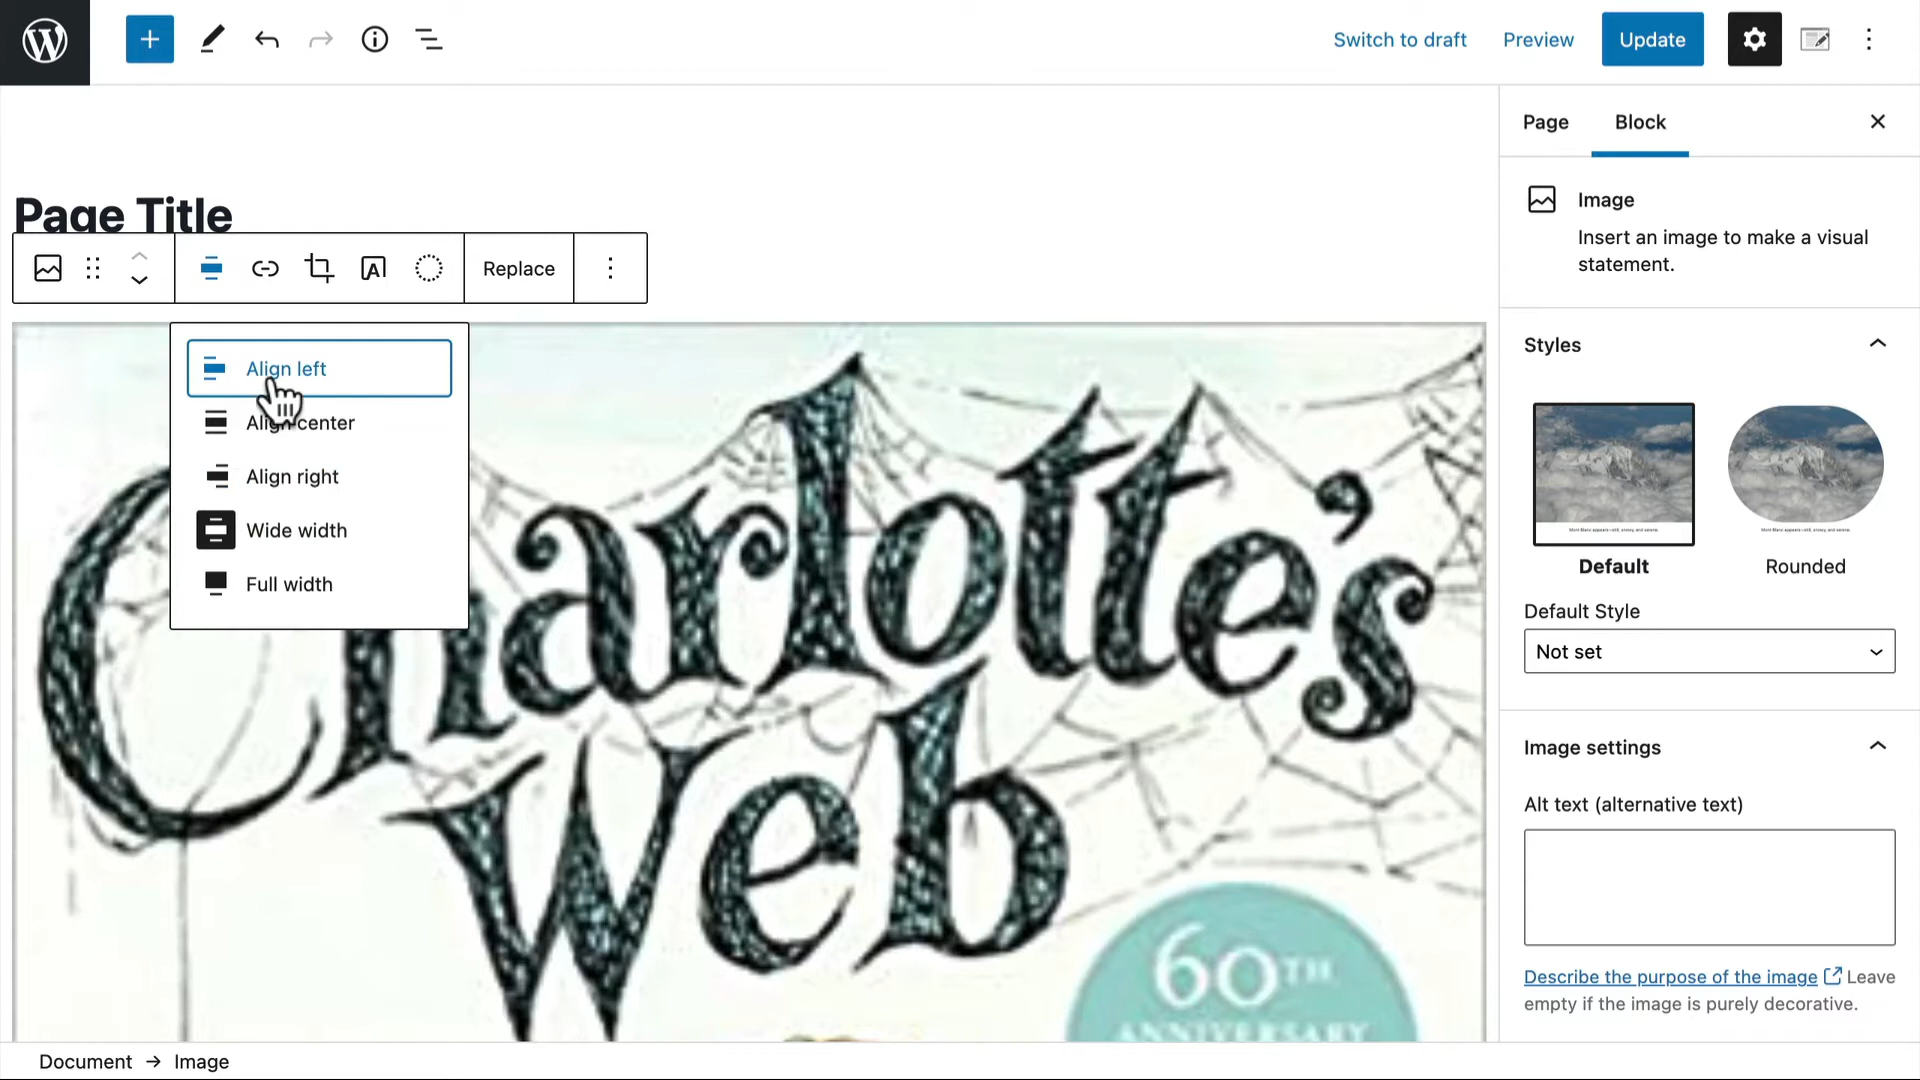 Switch to draft
Preview
Update
Page
Block
Image
Insert an image to make a visual
statement.
Page Title
Replace
Align left
Align center
Align right
Wide width
Full width
Styles
Default
Rounded
Default Style
Not set
Image settings
Alt text (alternative text)
Describe the purpose of the image Leave
empty if the image is purely decorative.
Charlotte's
Web
60TH
ANNIVERSARY
Document → Image